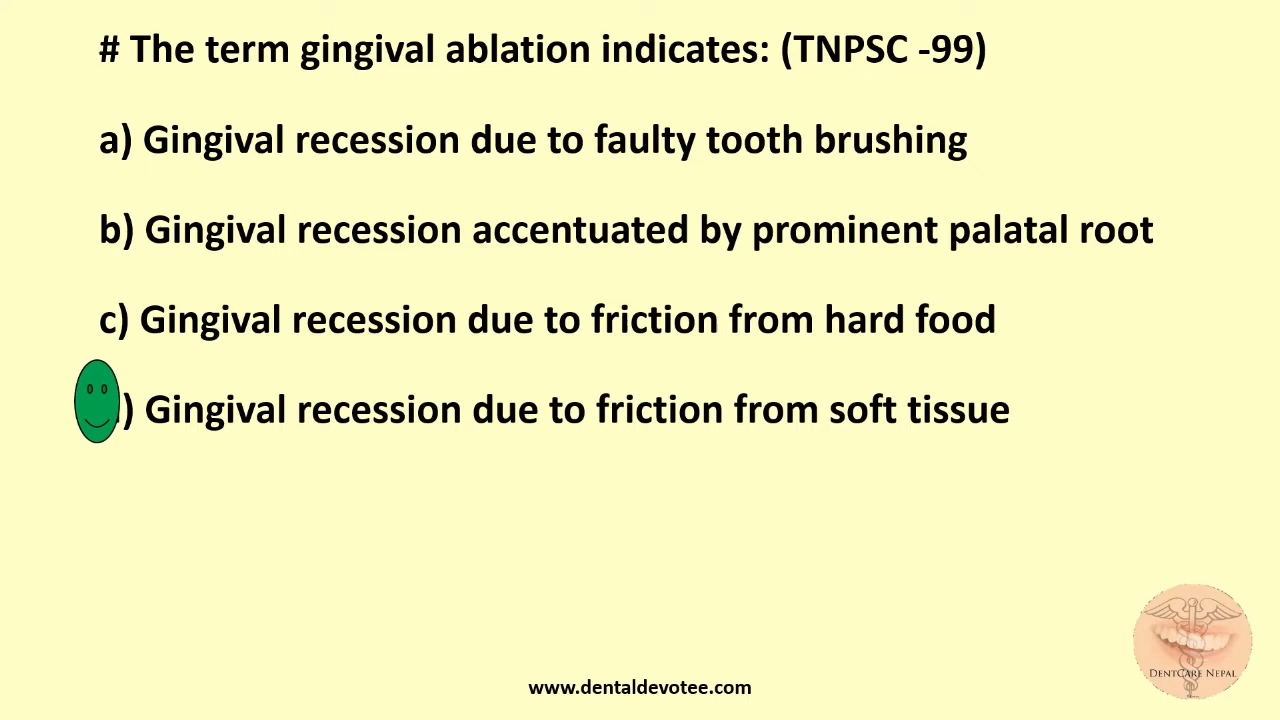 # The term gingival ablation indicates: (TNPSC -99)
a) Gingival recession due to faulty tooth brushing
b) Gingival recession accentuated by prominent palatal root
c) Gingival recession due to friction from hard food
) Gingival recession due to friction from soft tissue
DENTCARE NEPAL
www.dentaldevotee.com